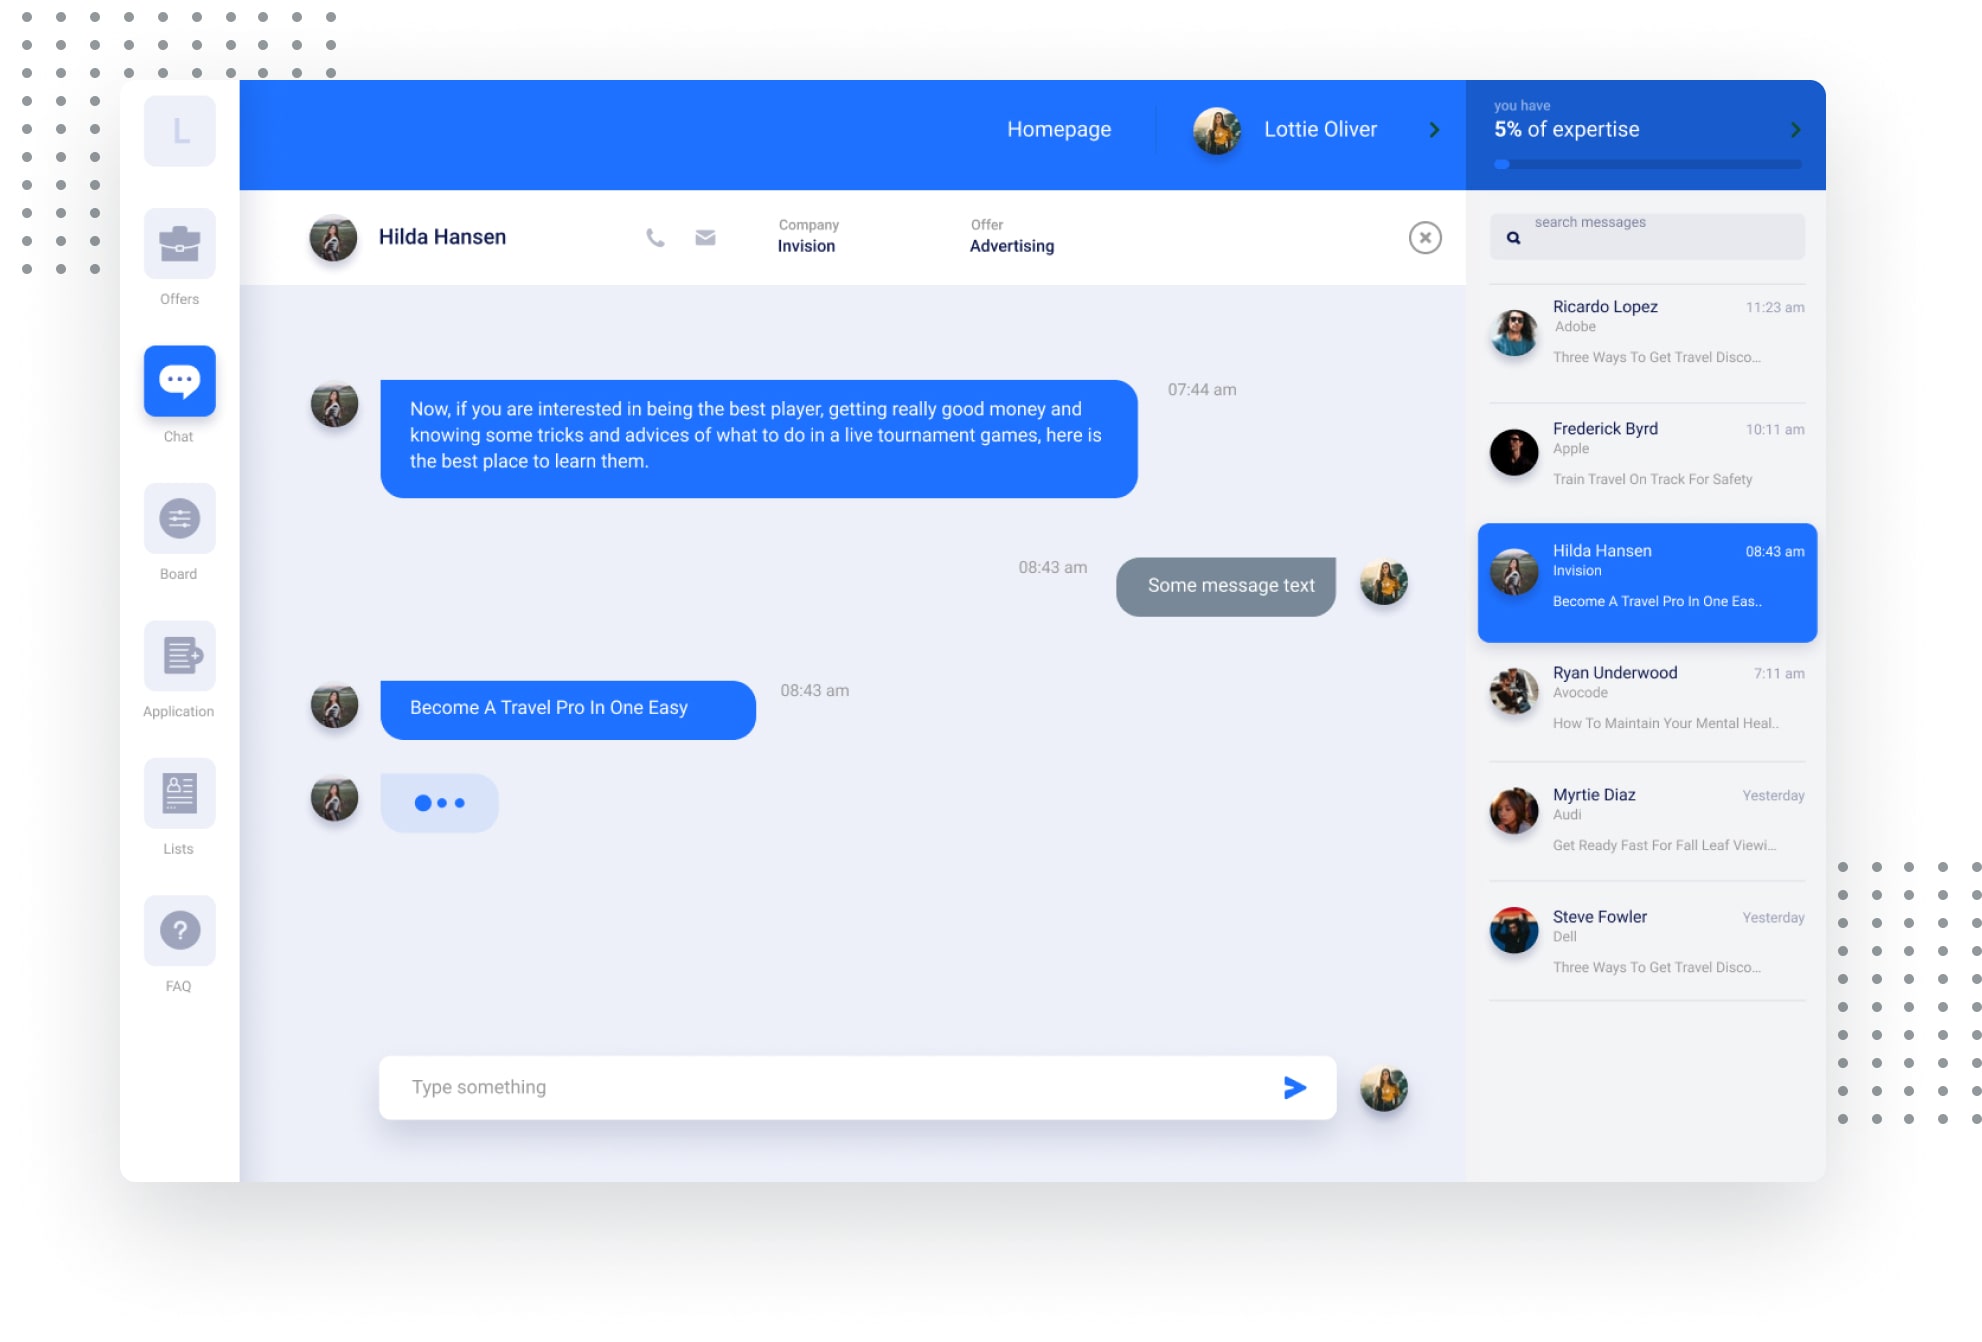 L
Offers
Chat
Board
Application
Lists
FAQ
Homepage
Lottie Oliver
you have
5% of expertise
Hilda Hansen
Company
Invision
Offer
Advertising
Now, if you are interested in being the best player, getting really good money and
knowing some tricks and advices of what to do in a live tournament games, here is
the best place to learn them.
07:44 am
08:43 am
Some message text
Become A Travel Pro In One Easy
08:43 am
Type something
search messages
Ricardo Lopez
11:23 am
Adobe
Three Ways To Get Travel Disco...
Frederick Byrd
10:11 am
Apple
Train Travel On Track For Safety
Hilda Hansen
08:43 am
Invision
Become A Travel Pro In One Eas..
Ryan Underwood
7:11 am
Avocode
How To Maintain Your Mental Heal..
Myrtie Diaz
Yesterday
Audi
Get Ready Fast For Fall Leaf Viewi...
Steve Fowler
Yesterday
Dell
Three Ways To Get Travel Disco...